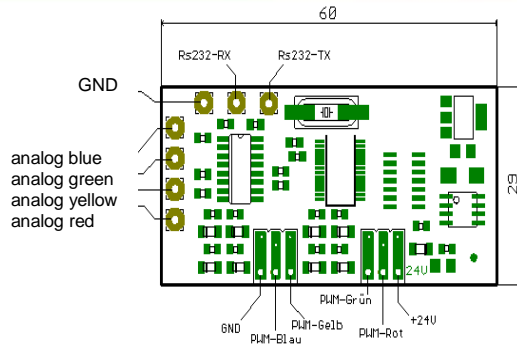 60
Rs232-RX
Rs232-TX
GND
analog blue
analog green
analog yellow
analog red
29
24V
GND
PWM-Blau
PWM-Gelb
PWM-Grün
PWM-Rot
+24V